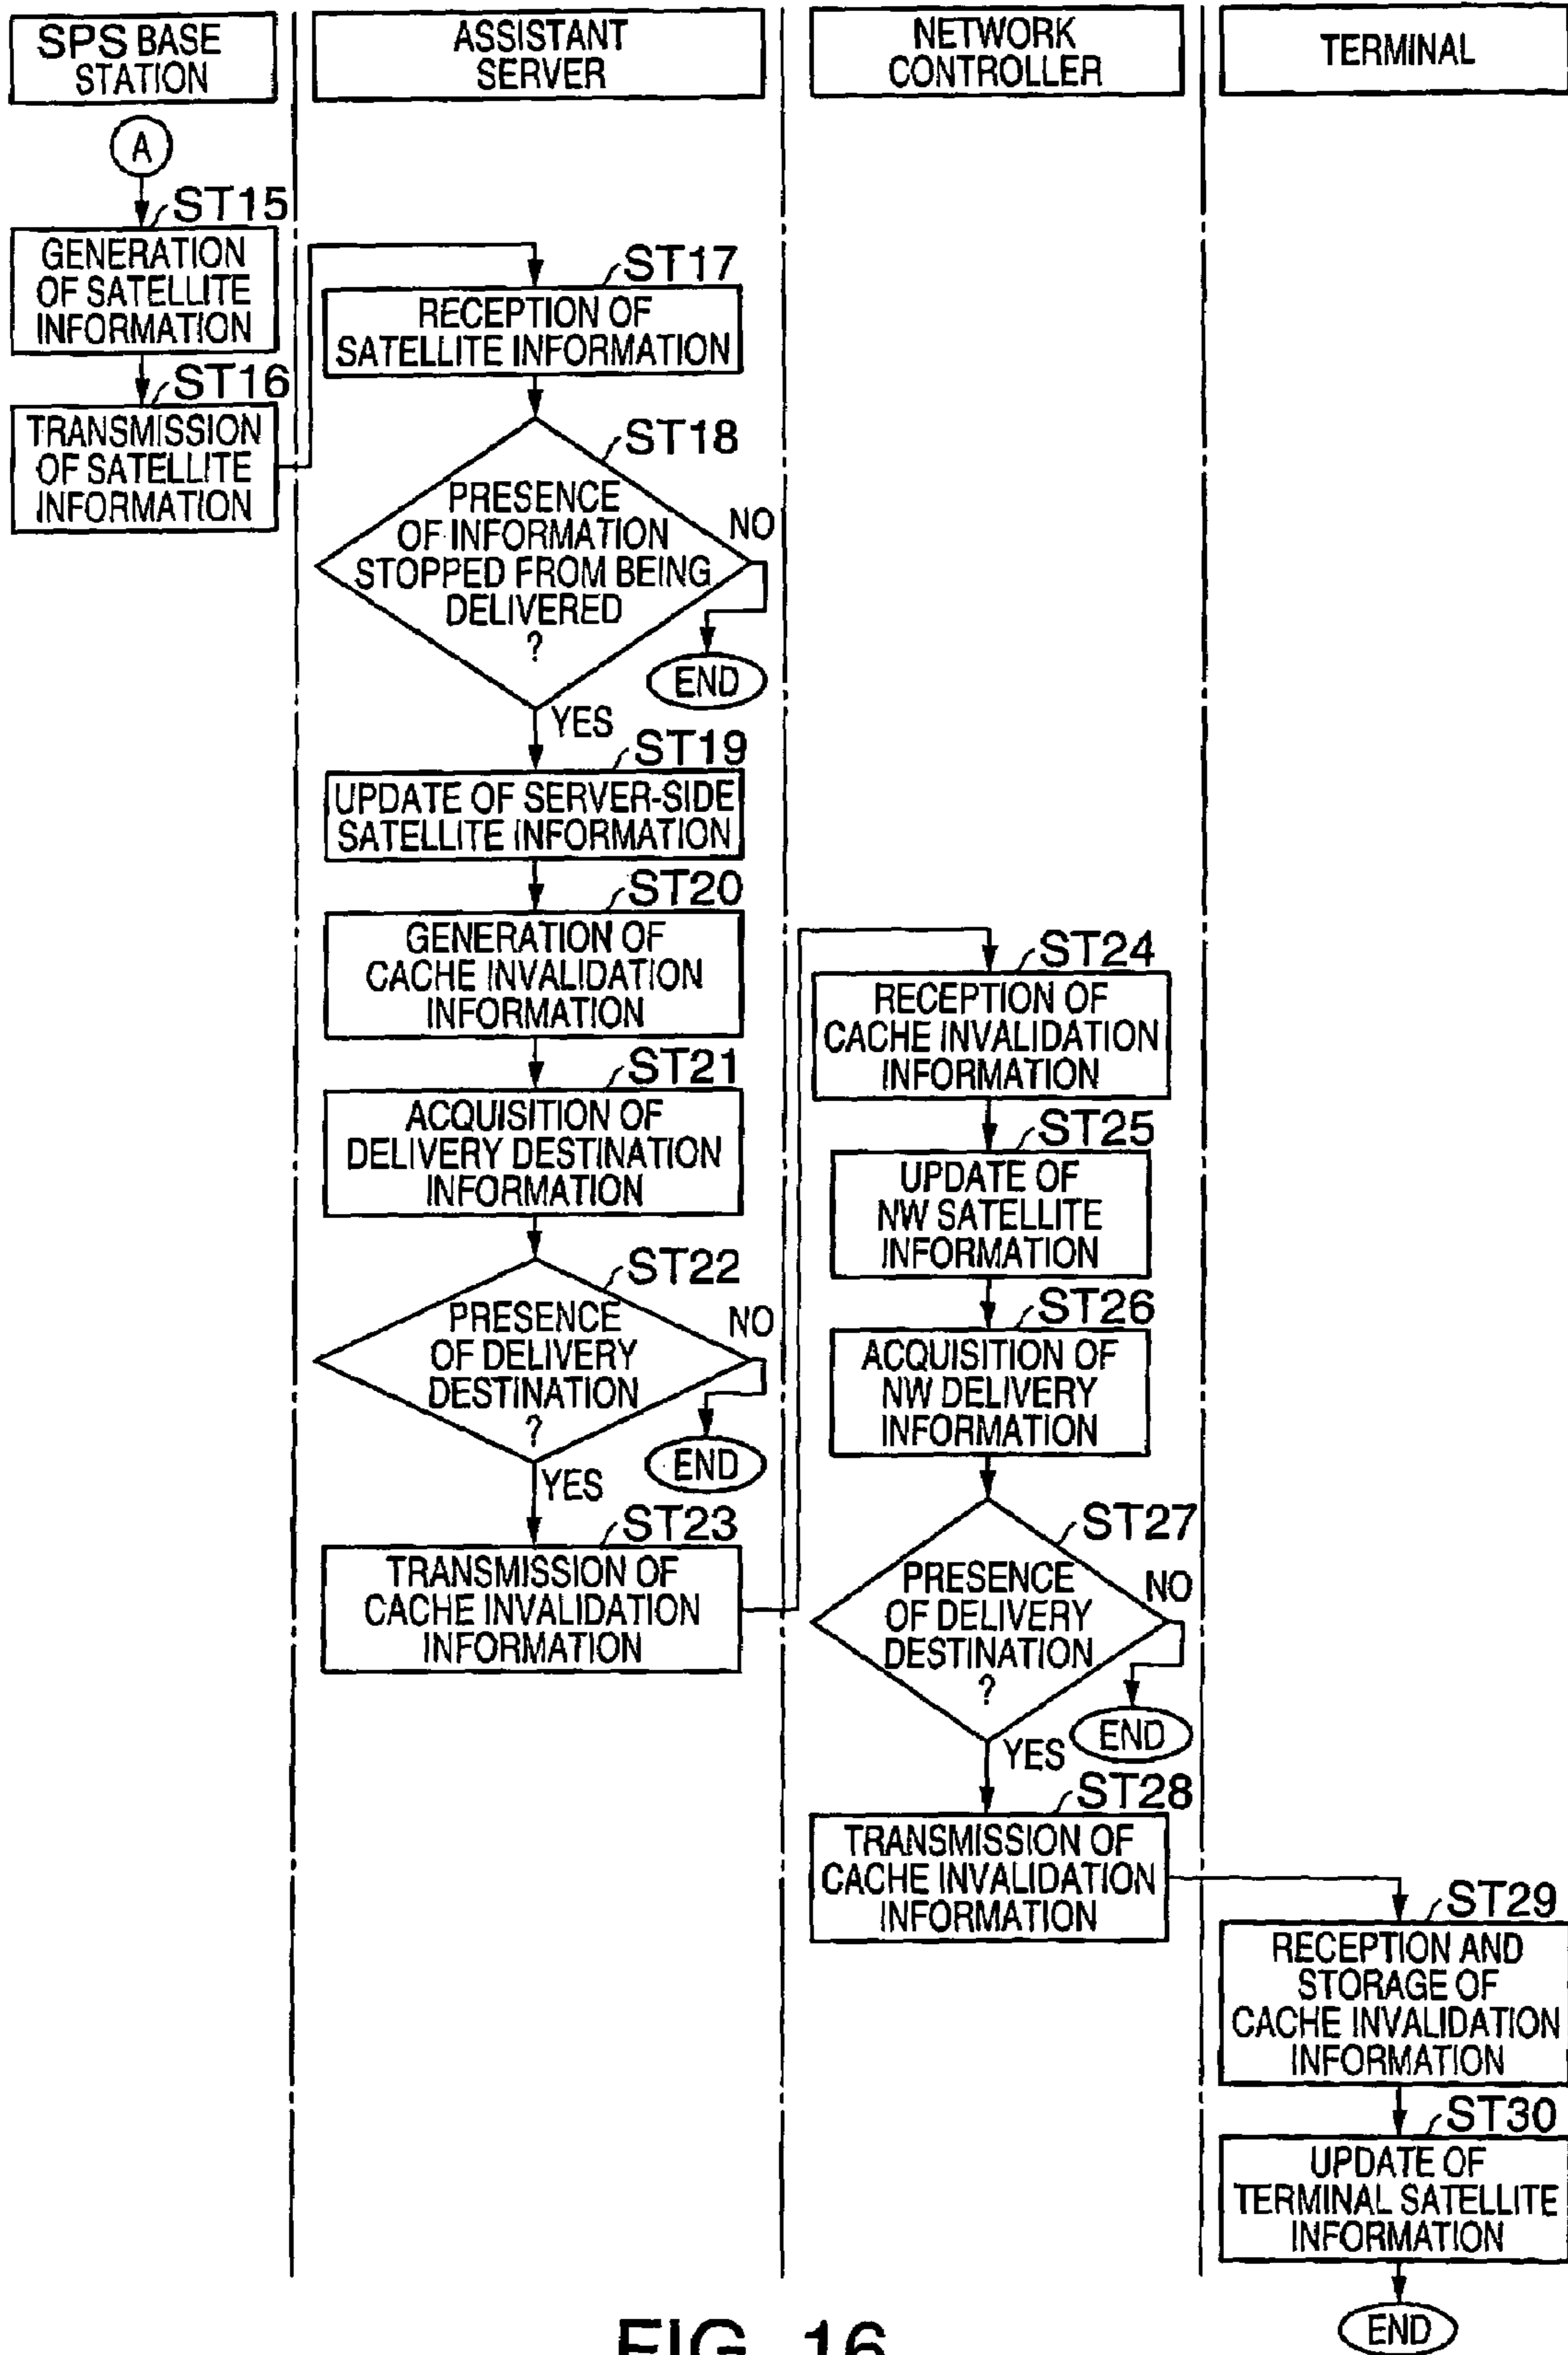 SPS BASE
STATION
ASSISTANT
SERVER
NETWORK
CONTROLLER
TERMINAL
A
ST15
GENERATION
OF SATELLITE
INFORMATION
ST16
TRANSMISSION
OF SATELLITE
INFORMATION
ST17
RECEPTION OF
SATELLITE INFORMATION
ST18
PRESENCE
OF INFORMATION
STOPPED FROM BEING
DELIVERED
?
NO
END
YES
ST19
UPDATE OF SERVER-SIDE
SATELLITE INFORMATION
ST20
GENERATION OF
CACHE INVALIDATION
INFORMATION
ST21
ACQUISITION OF
DELIVERY DESTINATION
INFORMATION
ST22
PRESENCE
OF DELIVERY
DESTINATION
?
NO
END
YES
ST23
TRANSMISSION OF
CACHE INVALIDATION
INFORMATION
ST24
RECEPTION OF
CACHE INVALIDATION
INFORMATION
ST25
UPDATE OF
NW SATELLITE
INFORMATION
ST26
ACQUISITION OF
NW DELIVERY
INFORMATION
ST27
PRESENCE
OF DELIVERY
DESTINATION
?
NO
END
YES
ST28
TRANSMISSION OF
CACHE INVALIDATION
INFORMATION
ST29
RECEPTION AND
STORAGE OF
CACHE INVALIDATION
INFORMATION
ST30
UPDATE OF
TERMINAL SATELLITE
INFORMATION
END
FIG. 16